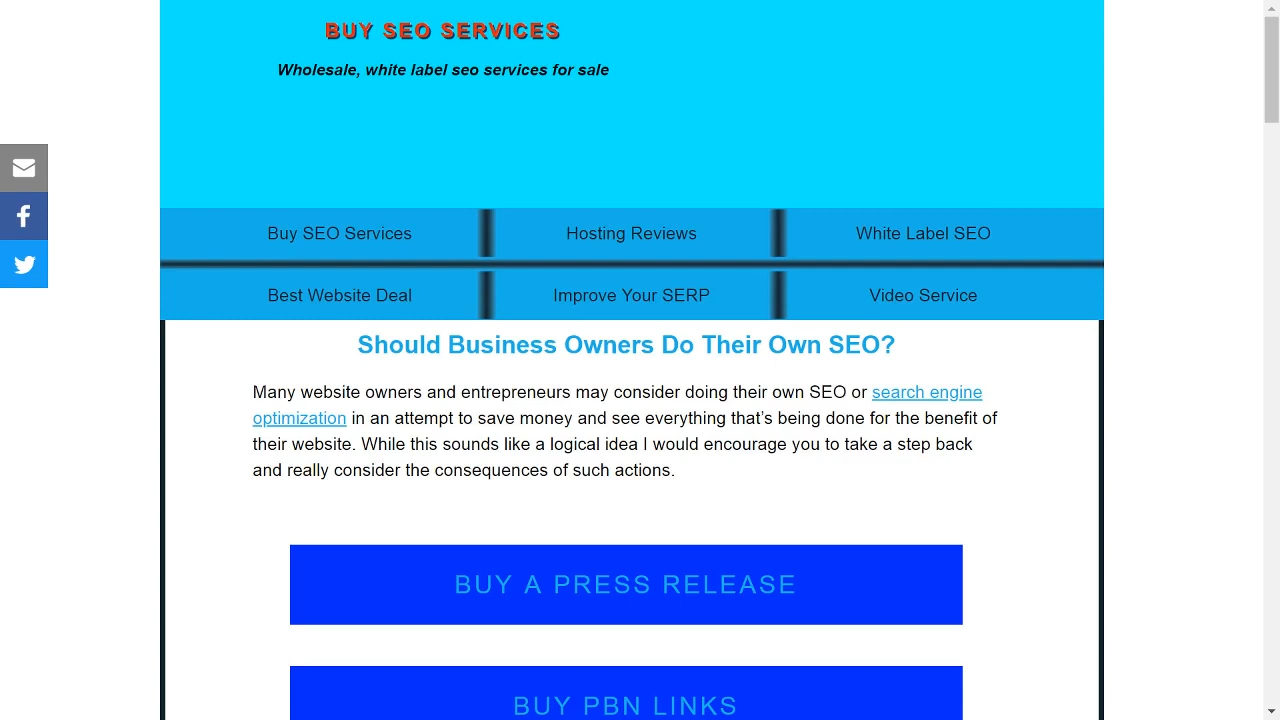 BUY SEO SERVICES
Wholesale, white label seo services for sale
Buy SEO Services
Hosting Reviews
White Label SEO
Best Website Deal
Improve Your SERP
Video Service
Should Business Owners Do Their Own SEO?
Many website owners and entrepreneurs may consider doing their own SEO or search engine
optimization in an attempt to save money and see everything that’s being done for the benefit of
their website. While this sounds like a logical idea I would encourage you to take a step back
and really consider the consequences of such actions.
BUY A PRESS RELEASE
BUY PBN LINKS